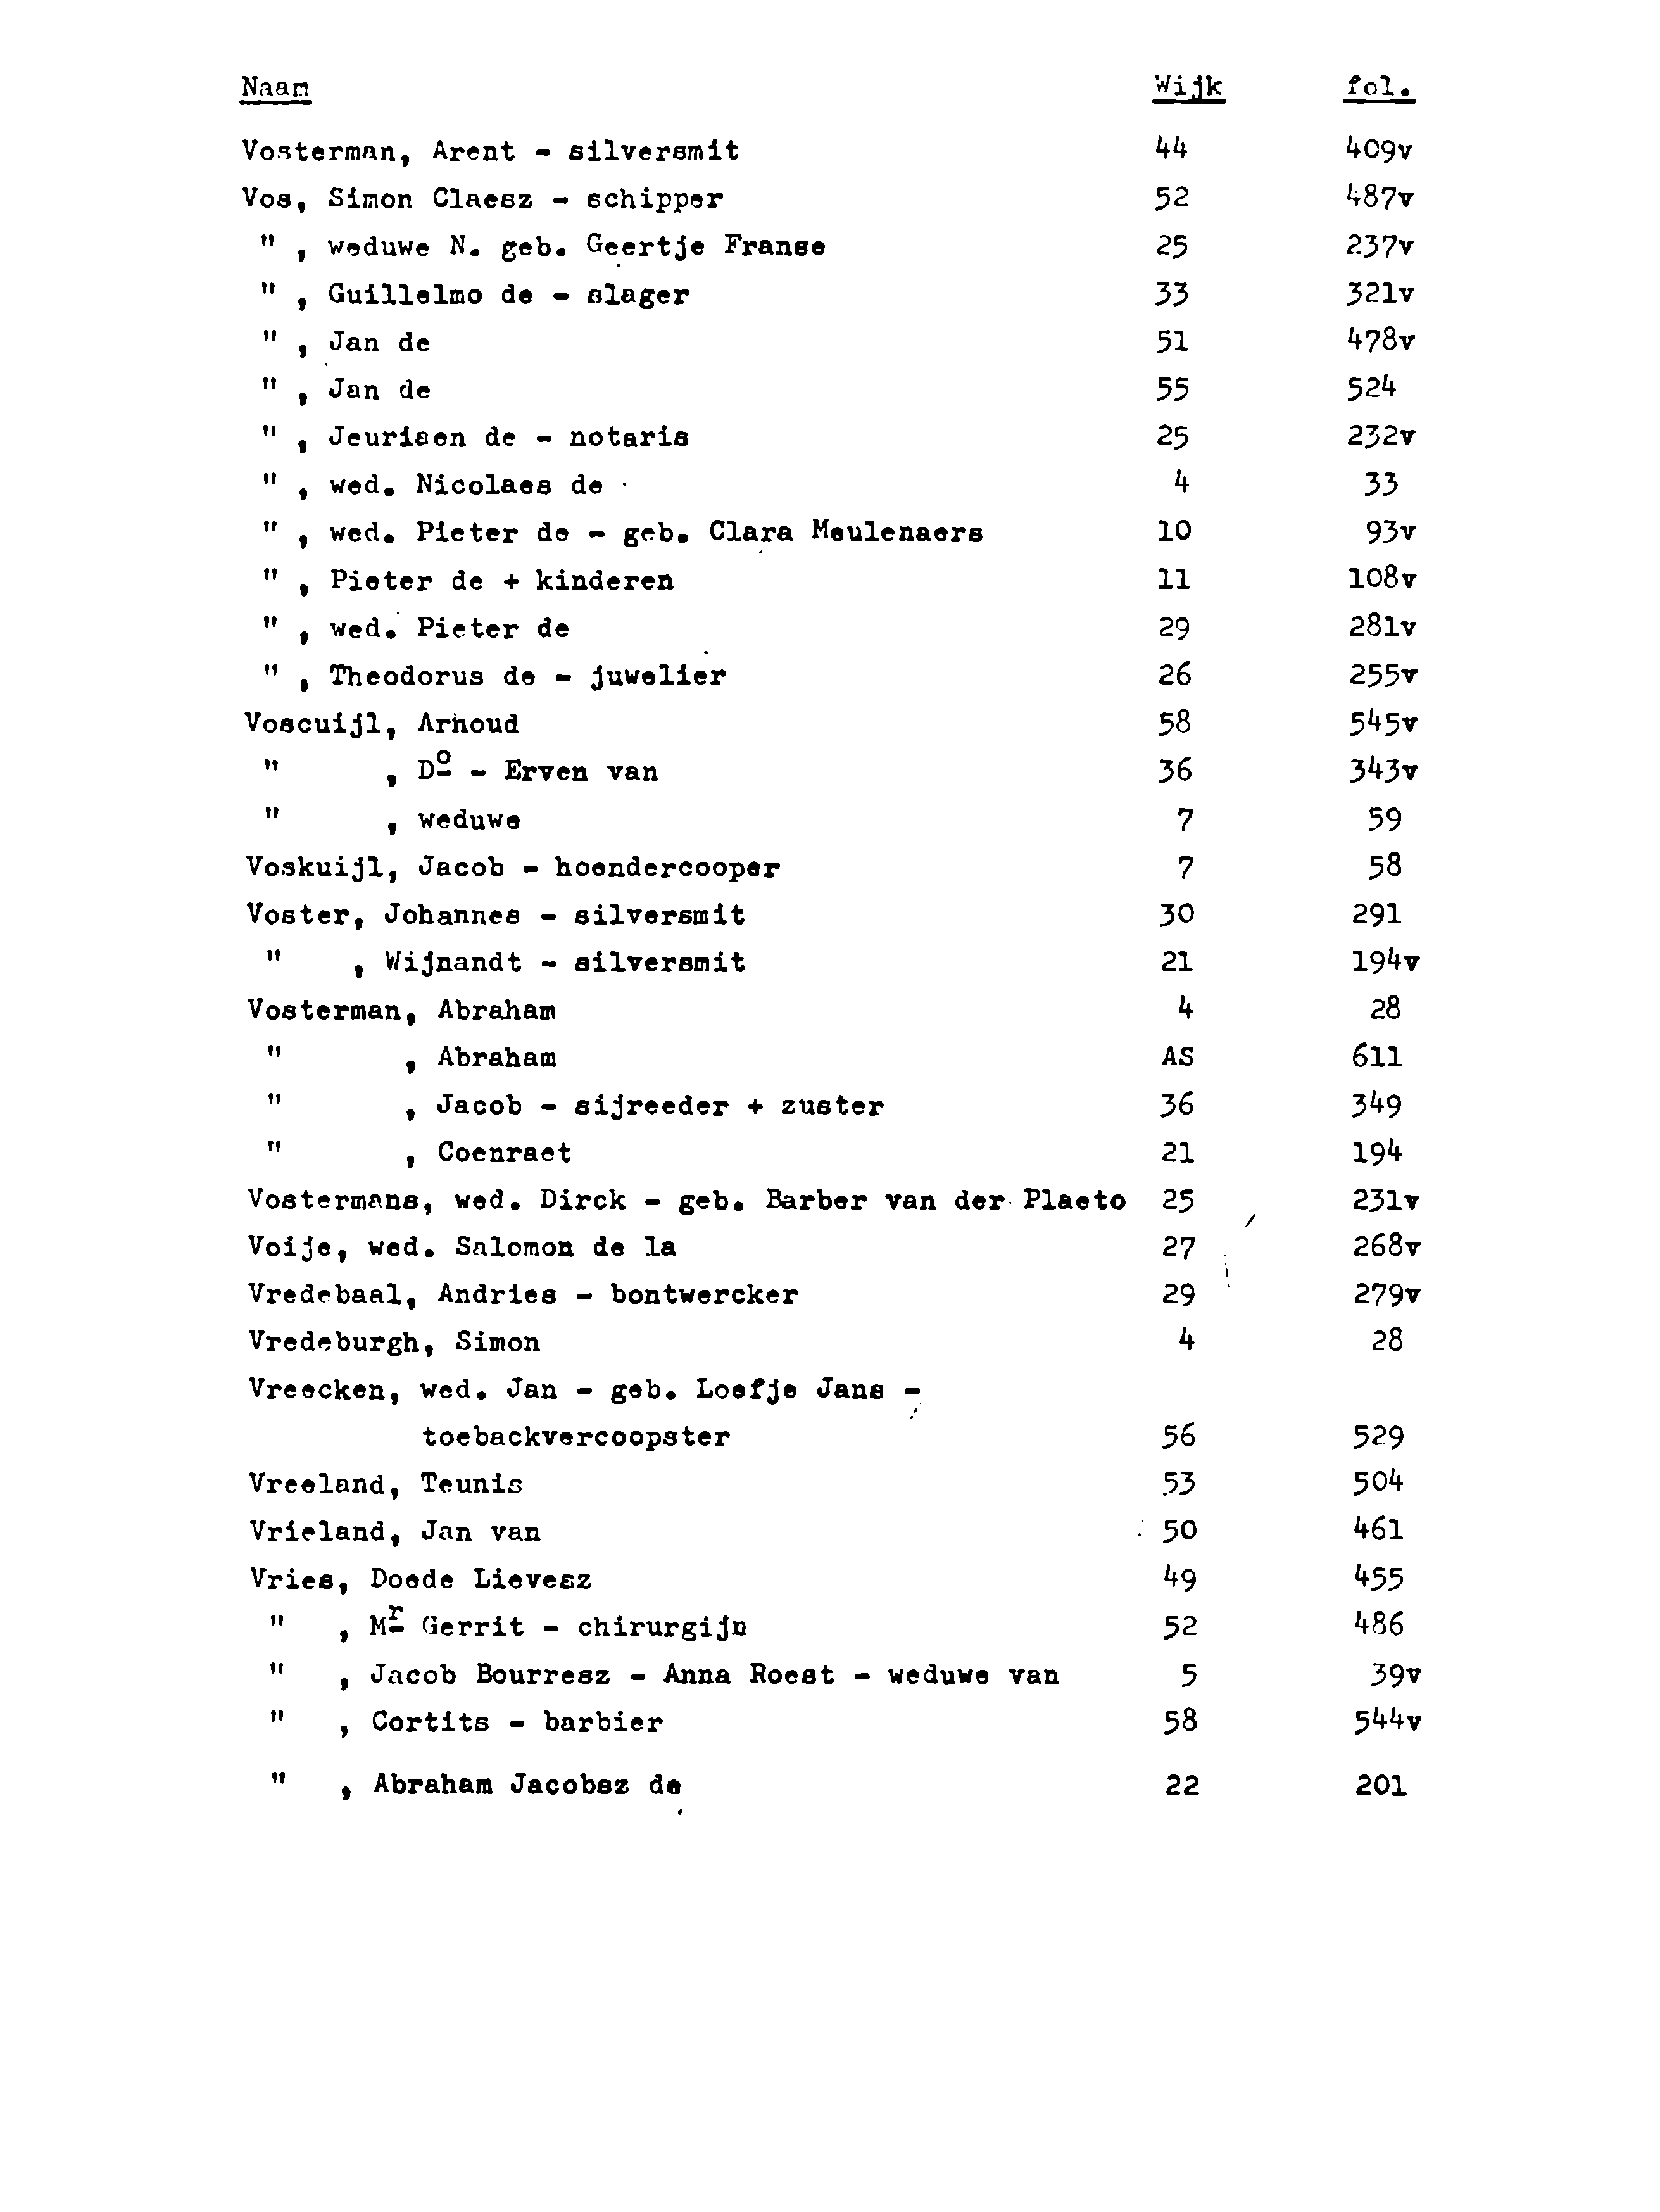 Naam Wijk fol.
Vosterman, Arent - silversmit 44 409v
Vos, Simon Claesz - schipper 52 487v
" , weduwe N. geb. Geertje Franse 25 237v
" , Guillelmo de - slager 33 321v
" , Jan de 51 478v
" , Jan de 55 524
" , Jeurisen de - notaris 25 232v
" , wed. Nicolaes de 4 33
" , wed. Pieter de - geb. Clara Meulenaers 10 93v
" , Pieter de + kinderen 11 108v
" , wed. Pieter de 29 281v
" , Theodorus de - juwelier 26 255v
Voscuijl, Arnoud 58 545v
" , Do - Erven van 36 343v
" , weduwe 7 59
Voskuijl, Jacob - hoendercooper 7 58
Voster, Johannes - silversmit 30 291
" , Wijnandt - silversmit 21 194v
Vosterman, Abraham 4 28
" , Abraham AS 611
" , Jacob - sijreeder + zuster 36 349
" , Coenraet 21 194
Vostermans, wed. Dirck - geb. Barber van der Plaeto 25 231v
Voije, wed. Salomon de la 27 268v
Vredebaal, Andries - bontwercker 29 279v
Vredeburgh, Simon 4 28
Vreecken, wed. Jan - geb. Loefje Jans -
toebackvercoopster 56 529
Vreeland, Teunis 53 504
Vrieland, Jan van 50 461
Vries, Doede Lievesz 49 455
" , Mr Gerrit - chirurgijn 52 486
" , Jacob Bourresz - Anna Roest - weduwe van 5 39v
" , Cortits - barbier 58 544v
" , Abraham Jacobsz de 22 201